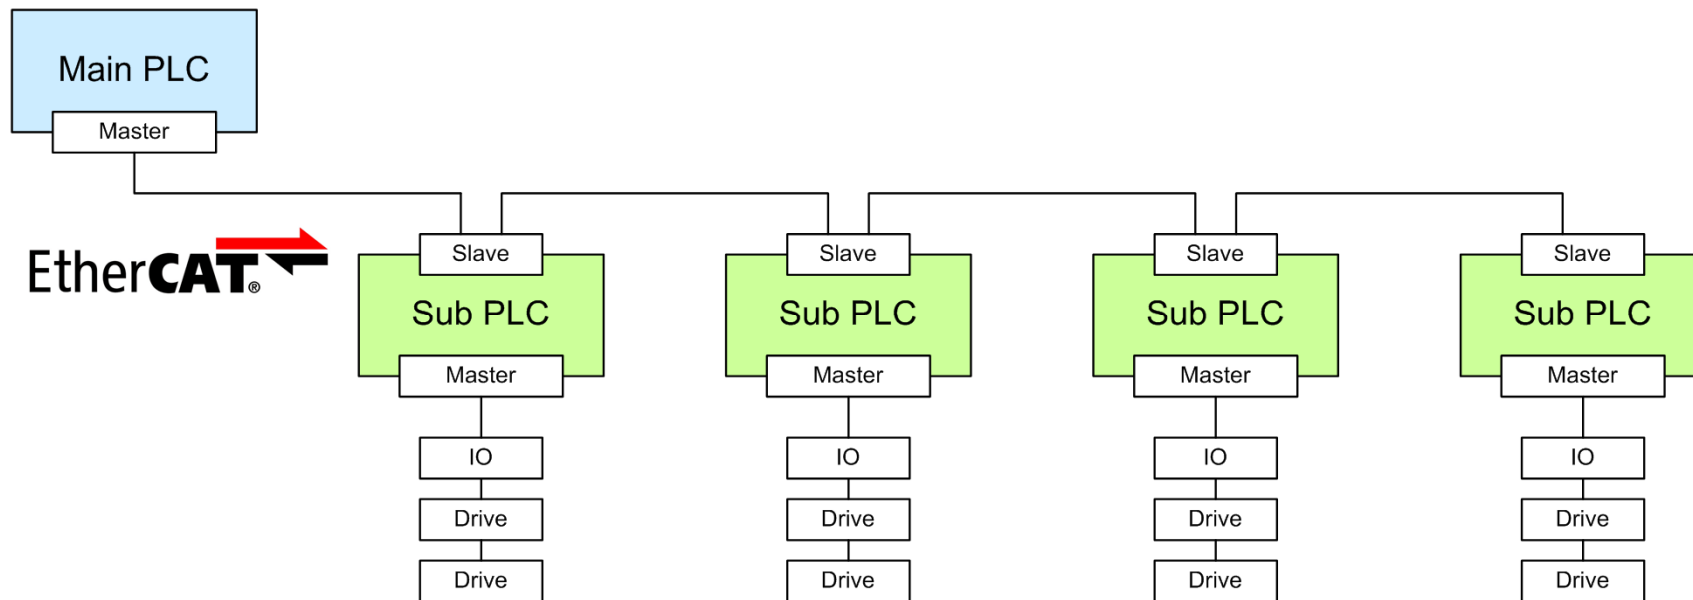 Main PLC
Master
EtherCAT®
Slave Slave Slave Slave
Sub PLC Sub PLC Sub PLC Sub PLC
Master Master Master Master
IO IO IO IO
Drive Drive Drive Drive
Drive Drive Drive Drive